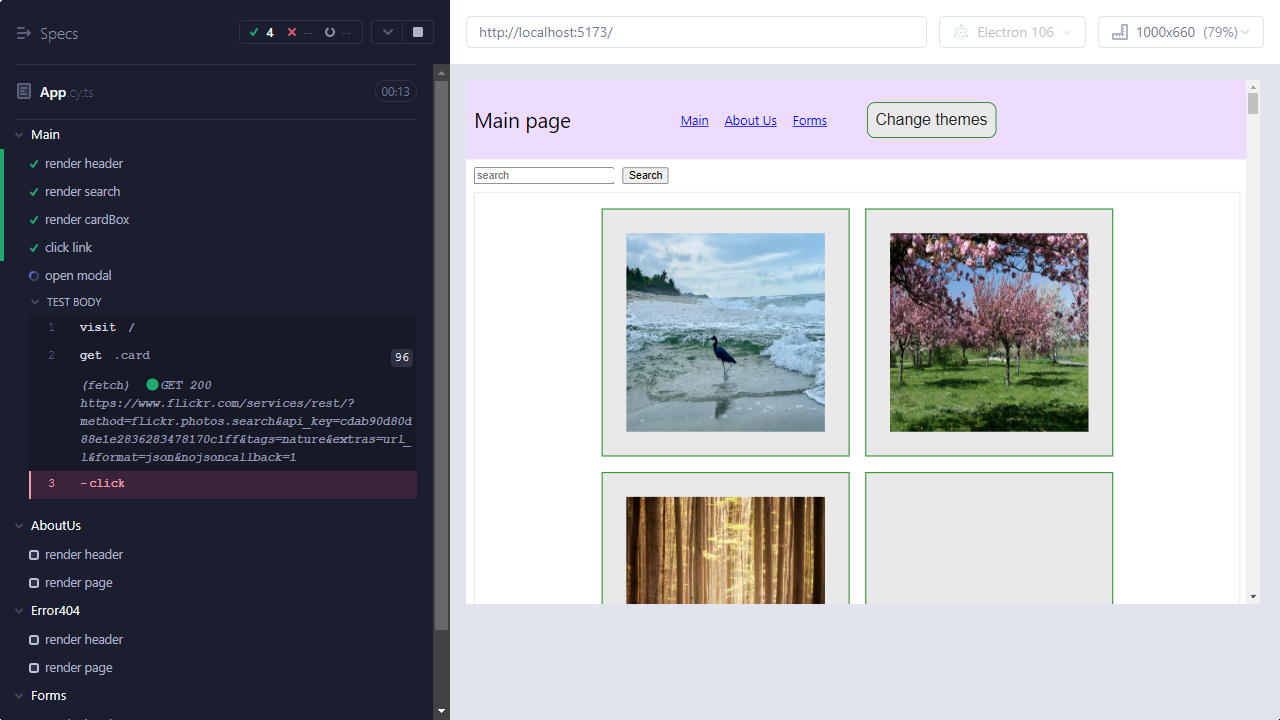 Specs
4
--
--
http://localhost:5173/
Electron 106
1000x660 (79%)
App.cy.ts
00:13
Main
render header
render search
render cardBox
click link
open modal
TEST BODY
1 visit /
2 get .card 96
(fetch) GET 200
https://www.flickr.com/services/rest/?
method=flickr.photos.search&api_key=cdab90d80d
88e1e2836283478170c1ff&tags=nature&extras=url_
l&format=json&nojsoncallback=1
3 -click
AboutUs
render header
render page
Error404
render header
render page
Forms
Main page
Main
About Us
Forms
Change themes
search
Search